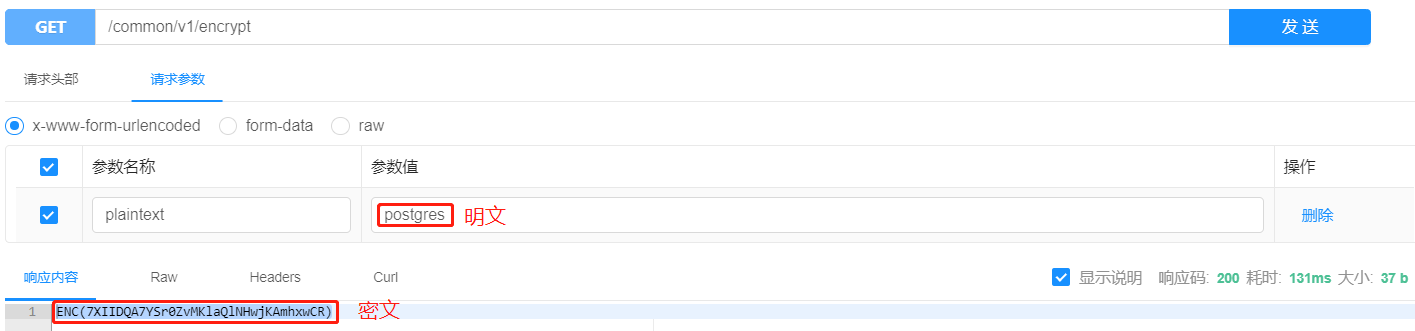 GET /common/v1/encrypt 发 送
请求头部 请求参数
x-www-form-urlencoded form-data raw
参数名称 参数值 操作
plaintext postgres 明文 删除
响应内容 Raw Headers Curl 显示说明 响应码: 200 耗时: 131ms 大小: 37 b
1 ENC(7XIIDQA7YSr0ZvMKlaQlNHwjKAmhxwCR) 密文